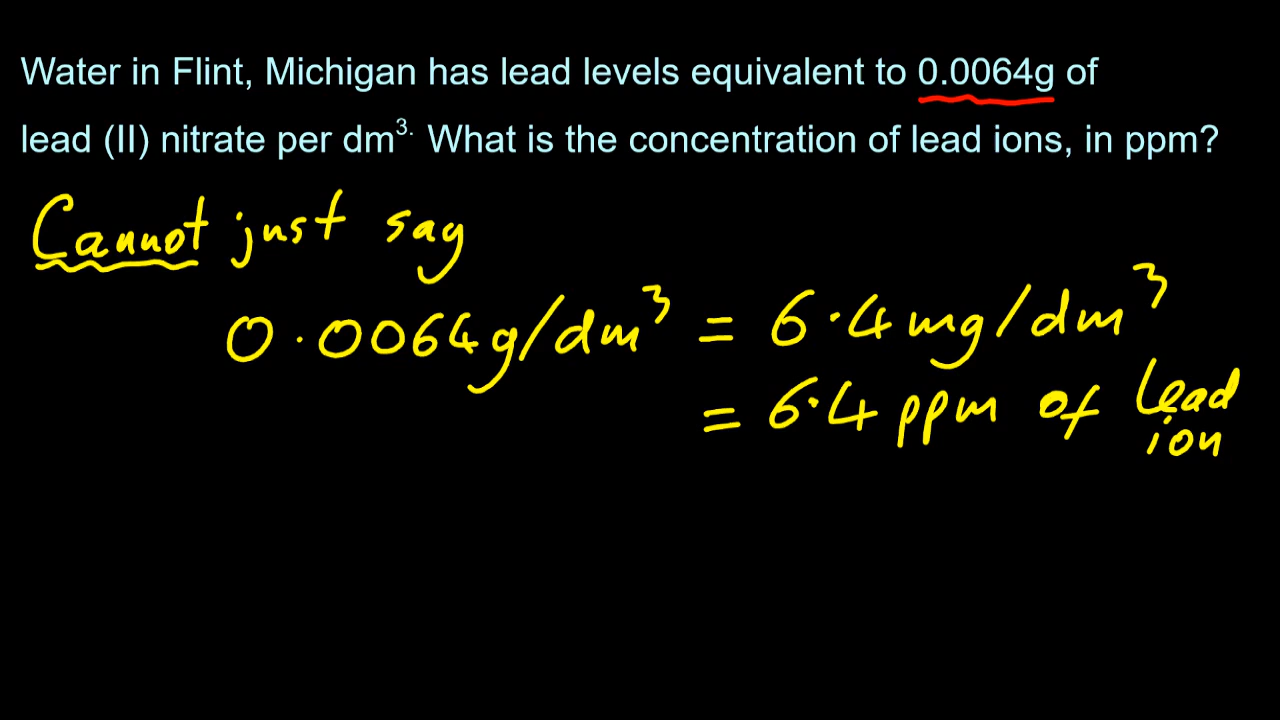 Water in Flint, Michigan has lead levels equivalent to 0.0064g of
lead (II) nitrate per dm³· What is the concentration of lead ions, in ppm?
Cannot just say
0.0064g/dm³ = 6.4mg/dm³
= 6.4 ppm of lead
ion